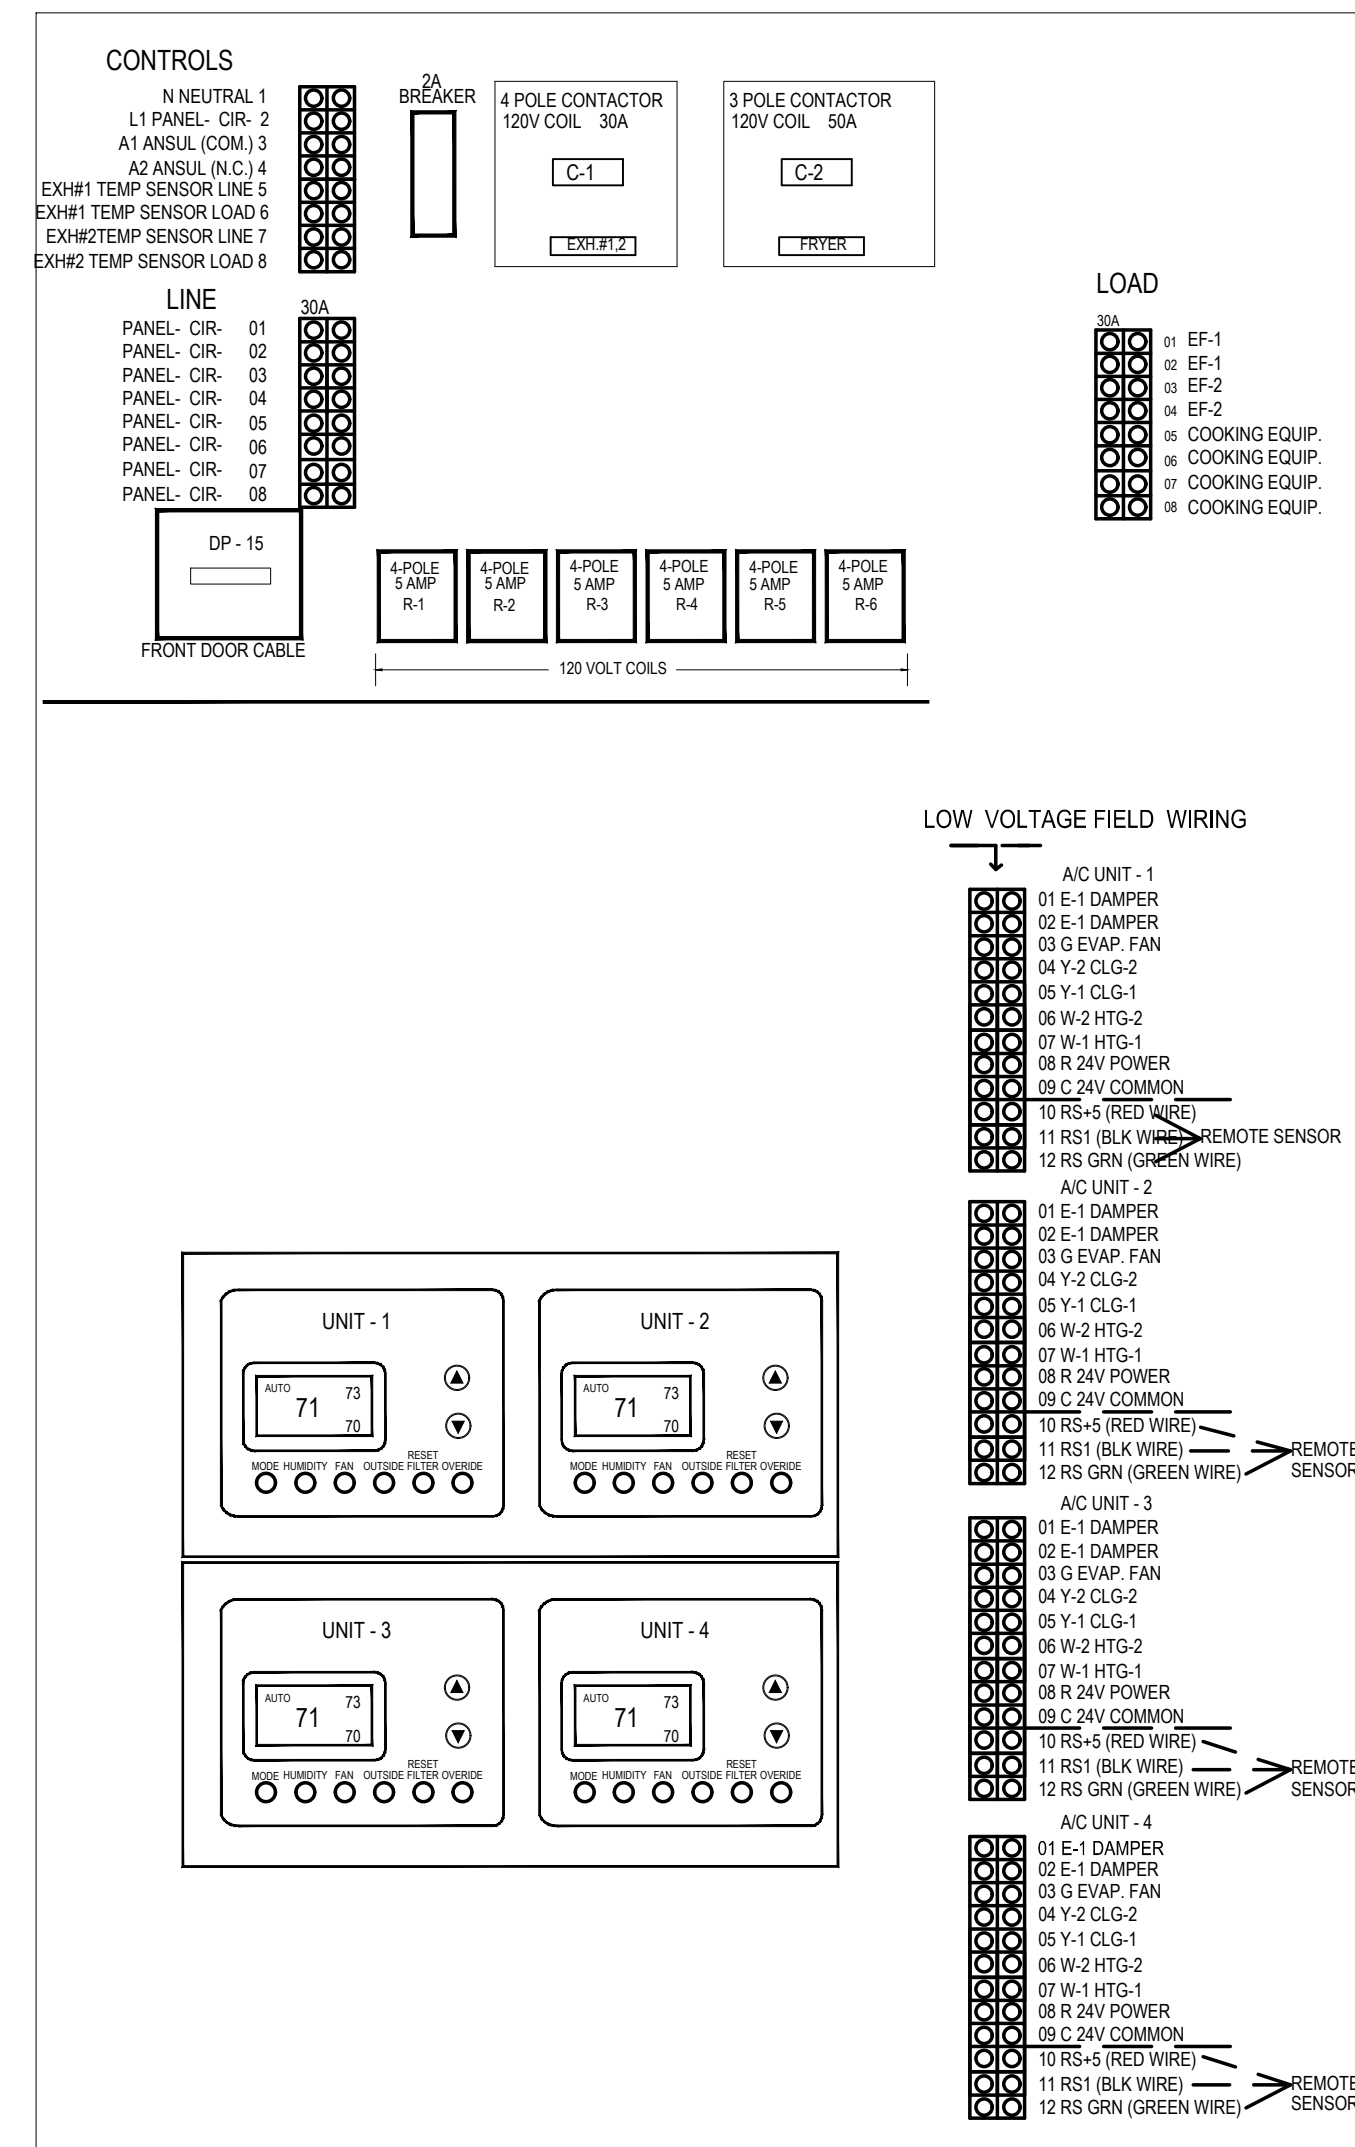 CONTROLS
N NEUTRAL 1
L1 PANEL- CIR- 2
A1 ANSUL (COM.) 3
A2 ANSUL (N.C.) 4
EXH#1 TEMP SENSOR LINE 5
EXH#1 TEMP SENSOR LOAD 6
EXH#2TEMP SENSOR LINE 7
EXH#2 TEMP SENSOR LOAD 8
2A
BREAKER
4 POLE CONTACTOR
120V COIL 30A
C-1
EXH.#1,2
3 POLE CONTACTOR
120V COIL 50A
C-2
FRYER
LINE
30A
PANEL- CIR- 01
PANEL- CIR- 02
PANEL- CIR- 03
PANEL- CIR- 04
PANEL- CIR- 05
PANEL- CIR- 06
PANEL- CIR- 07
PANEL- CIR- 08
LOAD
30A
01 EF-1
02 EF-1
03 EF-2
04 EF-2
05 COOKING EQUIP.
06 COOKING EQUIP.
07 COOKING EQUIP.
08 COOKING EQUIP.
DP - 15
FRONT DOOR CABLE
4-POLE
5 AMP
R-1
4-POLE
5 AMP
R-2
4-POLE
5 AMP
R-3
4-POLE
5 AMP
R-4
4-POLE
5 AMP
R-5
4-POLE
5 AMP
R-6
120 VOLT COILS
LOW VOLTAGE FIELD WIRING
A/C UNIT - 1
01 E-1 DAMPER
02 E-1 DAMPER
03 G EVAP. FAN
04 Y-2 CLG-2
05 Y-1 CLG-1
06 W-2 HTG-2
07 W-1 HTG-1
08 R 24V POWER
09 C 24V COMMON
10 RS+5 (RED WIRE)
11 RS1 (BLK WIRE) REMOTE SENSOR
12 RS GRN (GREEN WIRE)
A/C UNIT - 2
01 E-1 DAMPER
02 E-1 DAMPER
03 G EVAP. FAN
04 Y-2 CLG-2
05 Y-1 CLG-1
06 W-2 HTG-2
07 W-1 HTG-1
08 R 24V POWER
09 C 24V COMMON
10 RS+5 (RED WIRE)
11 RS1 (BLK WIRE) REMOTE
12 RS GRN (GREEN WIRE) SENSOR
A/C UNIT - 3
01 E-1 DAMPER
02 E-1 DAMPER
03 G EVAP. FAN
04 Y-2 CLG-2
05 Y-1 CLG-1
06 W-2 HTG-2
07 W-1 HTG-1
08 R 24V POWER
09 C 24V COMMON
10 RS+5 (RED WIRE)
11 RS1 (BLK WIRE) REMOTE
12 RS GRN (GREEN WIRE) SENSOR
A/C UNIT - 4
01 E-1 DAMPER
02 E-1 DAMPER
03 G EVAP. FAN
04 Y-2 CLG-2
05 Y-1 CLG-1
06 W-2 HTG-2
07 W-1 HTG-1
08 R 24V POWER
09 C 24V COMMON
10 RS+5 (RED WIRE)
11 RS1 (BLK WIRE) REMOTE
12 RS GRN (GREEN WIRE) SENSOR
UNIT - 1
AUTO 71 73
70
MODE HUMIDITY FAN OUTSIDE RESET FILTER OVERIDE
UNIT - 2
AUTO 71 73
70
MODE HUMIDITY FAN OUTSIDE RESET FILTER OVERIDE
UNIT - 3
AUTO 71 73
70
MODE HUMIDITY FAN OUTSIDE RESET FILTER OVERIDE
UNIT - 4
AUTO 71 73
70
MODE HUMIDITY FAN OUTSIDE RESET FILTER OVERIDE